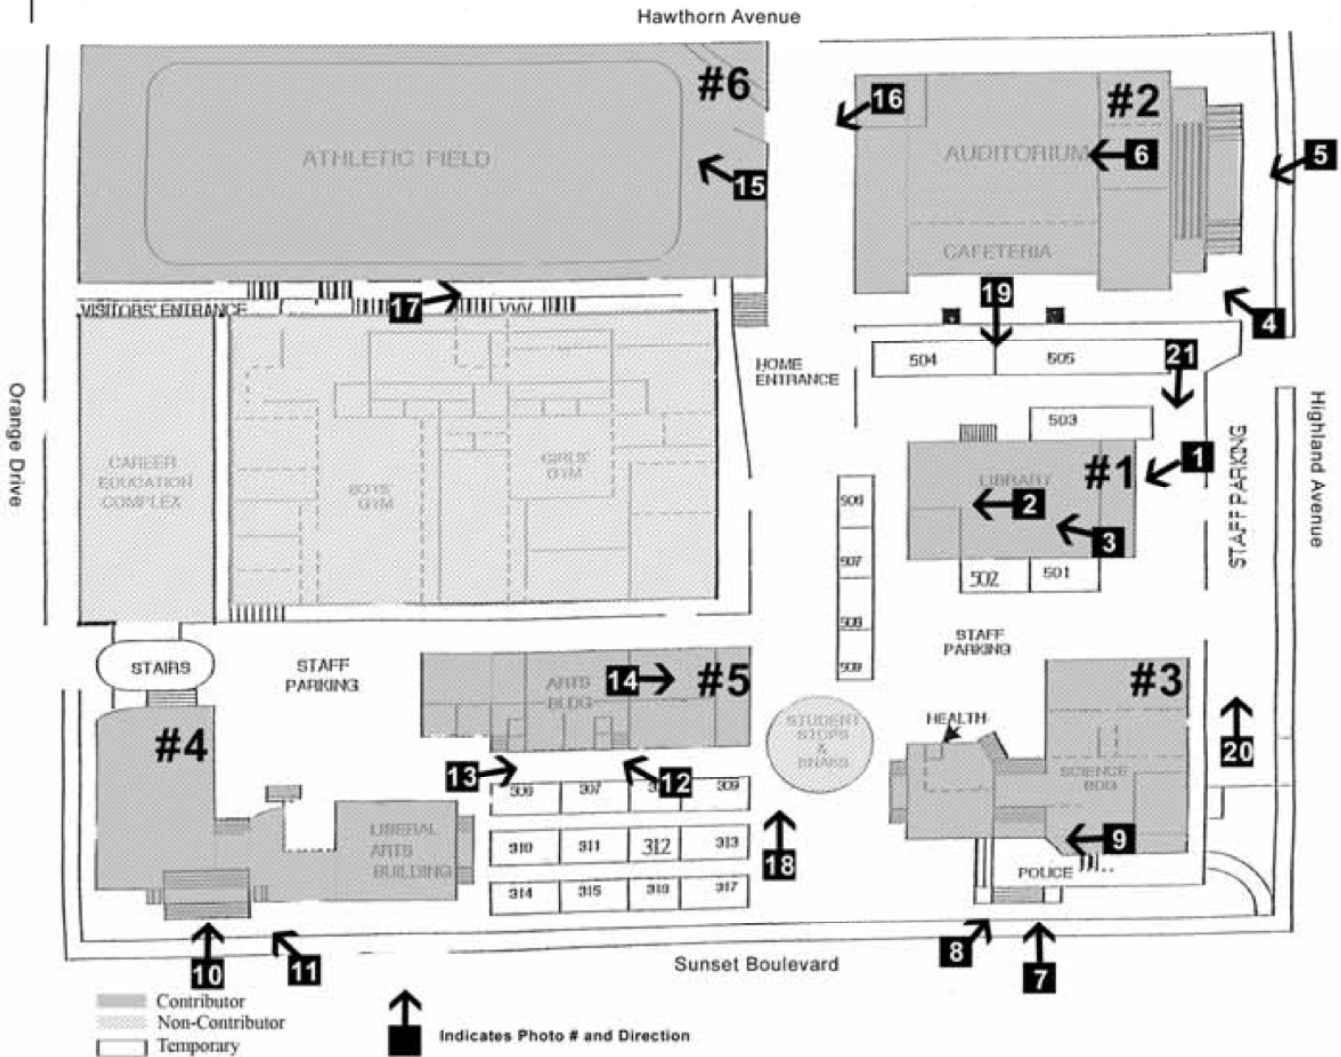 Hawthorn Avenue
#6
#2
16
ATHLETIC FIELD
AUDITORIUM
6
5
15
CAFETERIA
17
19
4
VISITORS' ENTRANCE
504
505
21
HOME
ENTRANCE
503
Orange Drive
Highland Avenue
STAFF PARKING
CAREER
EDUCATION
COMPLEX
BOYS'
GYM
GIRLS'
GYM
LIBRARY
#1
1
2
3
506
507
508
509
502
501
STAFF
PARKING
STAIRS
STAFF
PARKING
ARTS
BLDG
14
#5
#3
#4
STUDENT
STOPS
&
SNAKS
HEALTH
20
13
12
SCIENCE
307
309
LIBERAL
ARTS
BUILDING
310
311
312
313
18
9
POLICE
314
315
316
317
10
11
8
7
Sunset Boulevard
Contributor
Non-Contributor
Temporary
Indicates Photo # and Direction